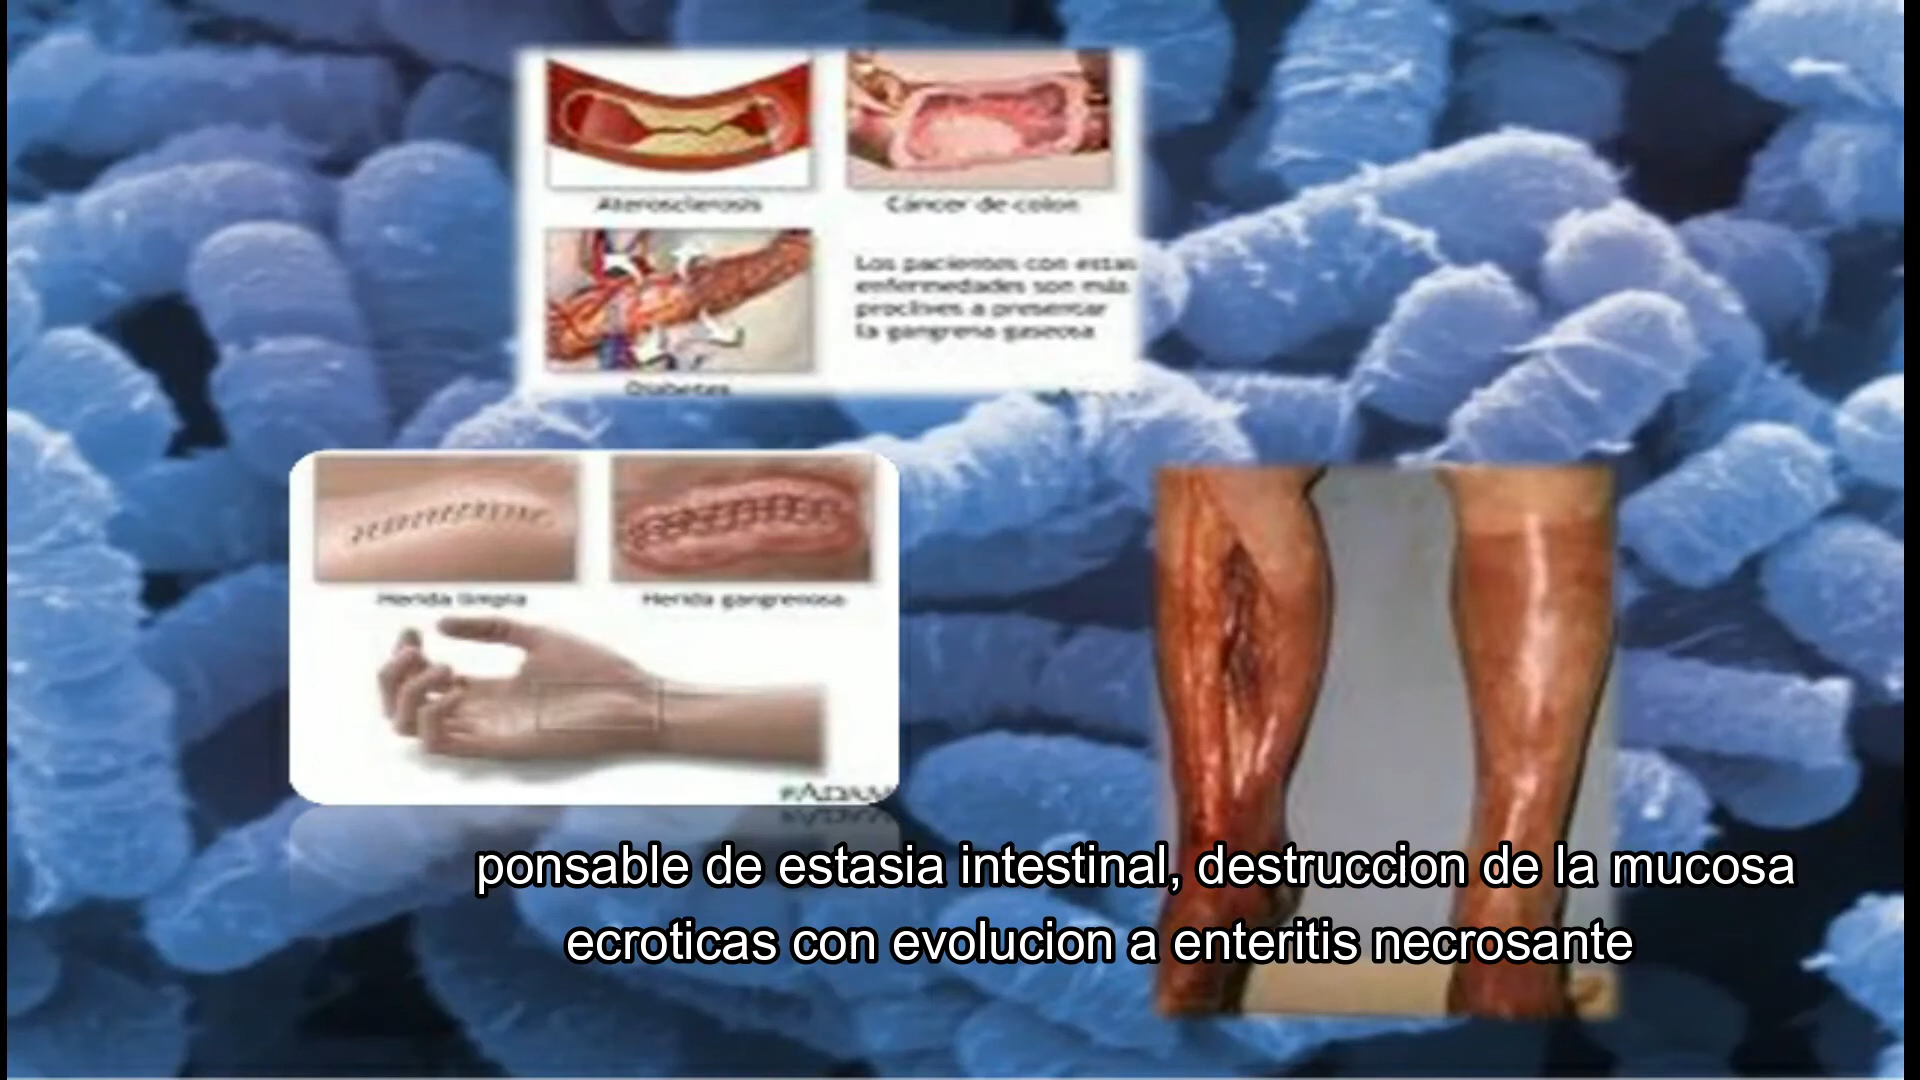 Aterosclerosis
Cáncer de colon
Los pacientes con estas
enfermedades son más
proclives a presentar
la gangrena gaseosa
Diabetes
Herida limpia
Herida gangrenosa
ADAM
ponsable de estasia intestinal, destruccion de la mucosa
ecroticas con evolucion a enteritis necrosante